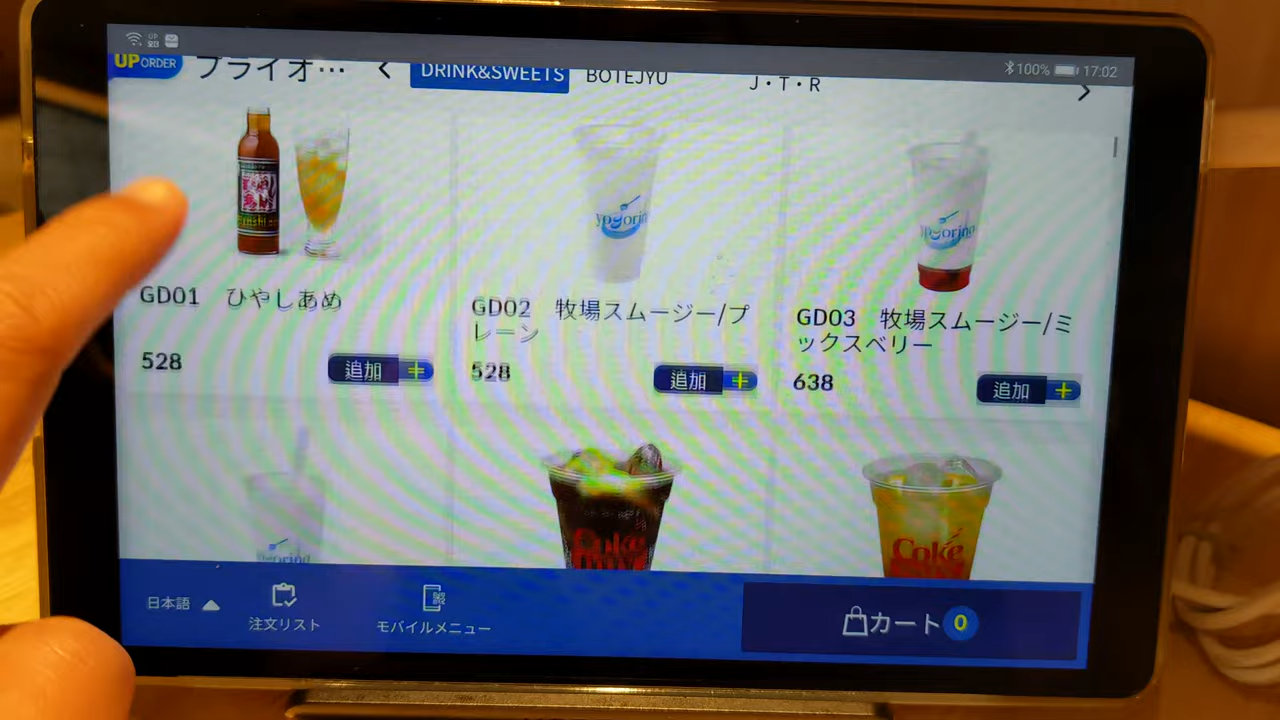 100% 17:02
UP ORDER プライオ… DRINK&SWEETS BOTEJYU J・T・R
GD01 ひやしあめ
528
追加 +
GD02 牧場スムージー/プ
レーン
528
追加 +
GD03 牧場スムージー/ミ
ックスベリー
638
追加 +
Coke
Coke
日本語
注文リスト
モバイルメニュー
カート 0